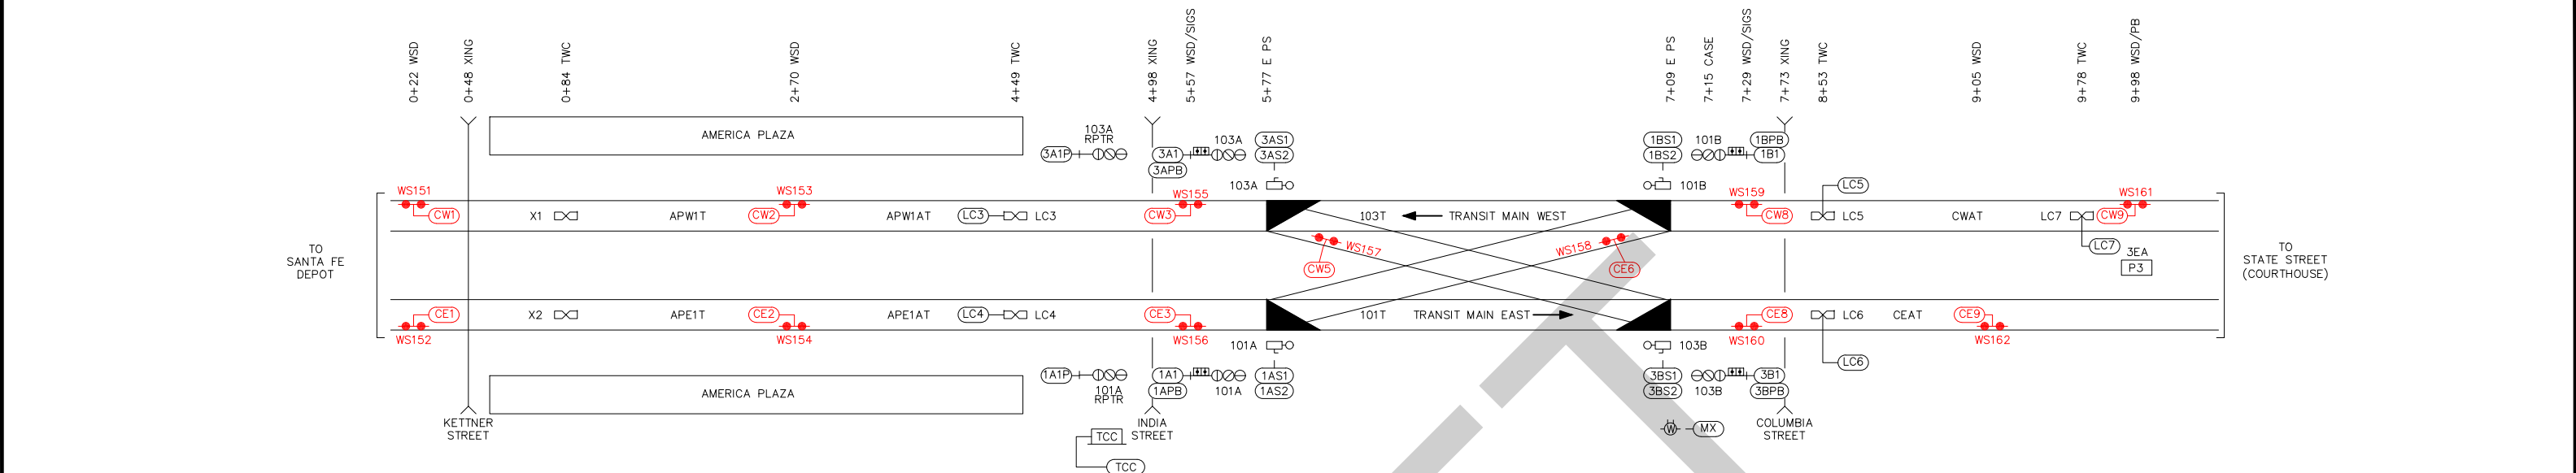 0+22 WSD
0+48 XING
0+84 TWC
2+70 WSD
4+49 TWC
4+98 XING
5+57 WSD/SIGS
5+77 E PS
7+09 E PS
7+15 CASE
7+29 WSD/SIGS
7+73 XING
8+53 TWC
9+05 WSD
9+78 TWC
9+98 WSD/PB
AMERICA PLAZA
103A
RPTR
3A1P
3A1
3APB
103A
3AS1
3AS2
103A
1BS1
1BS2
101B
1BPB
1B1
101B
WS151
CW1
X1
APW1T
WS153
CW2
APW1AT
LC3
LC3
WS155
CW3
103T
TRANSIT MAIN WEST
WS159
CW8
LC5
LC5
CWAT
LC7
WS161
CW9
LC7
3EA
P3
TO
SANTA FE
DEPOT
WS157
CW5
WS158
CE6
TO
STATE STREET
(COURTHOUSE)
CE1
WS152
X2
APE1T
CE2
WS154
APE1AT
LC4
LC4
CE3
WS156
101T
TRANSIT MAIN EAST
CE8
WS160
LC6
LC6
CEAT
CE9
WS162
101A
103B
AMERICA PLAZA
1A1P
101A
RPTR
1A1
1APB
101A
1AS1
1AS2
3BS1
3BS2
103B
3B1
3BPB
KETTNER
STREET
INDIA
STREET
COLUMBIA
STREET
TCC
TCC
W
MX